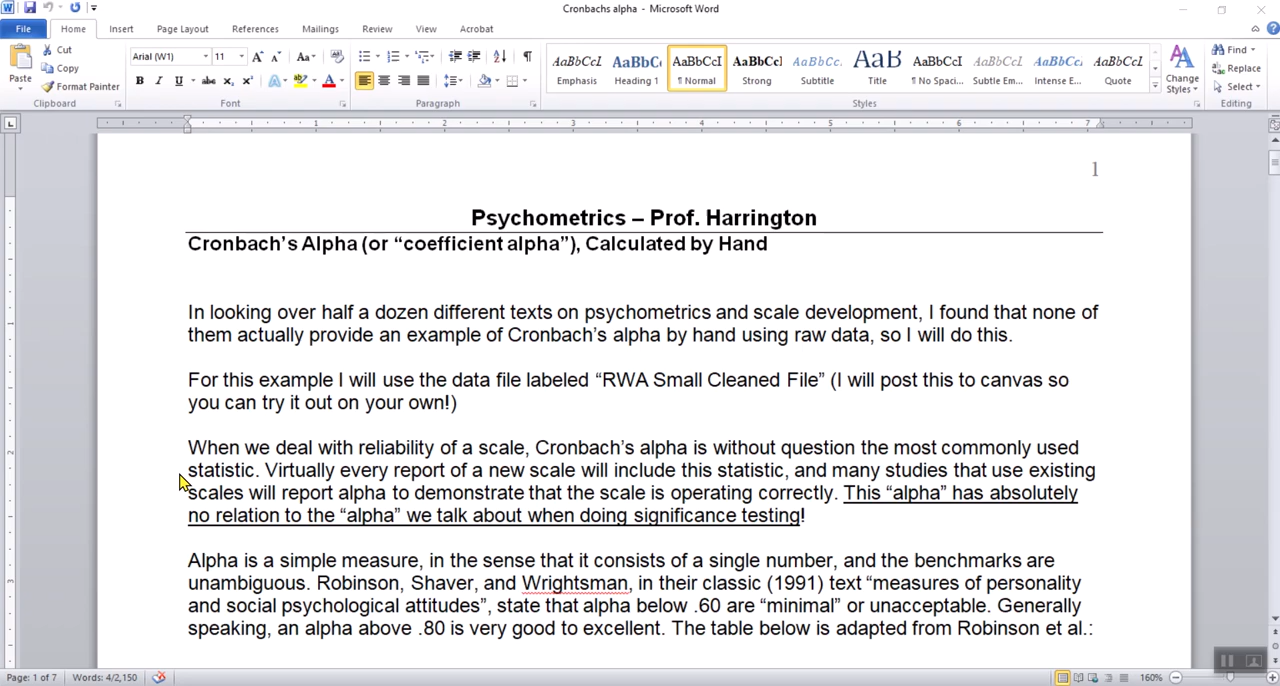 Cronbachs alpha - Microsoft Word
File Home Insert Page Layout References Mailings Review View Acrobat
Paste
Cut
Copy
Format Painter
Clipboard
Arial (W1) 11
Font
Paragraph
AaBbCcL AaBbCc AaBbCcI AaBbCcI AaBbCc. AaB AaBbCcI AaBbCcL AaBbCcL AaBbCcL
Emphasis Heading 1 ¶ Normal Strong Subtitle Title ¶ No Spaci... Subtle Em... Intense E... Quote
Styles
Change Styles
Find
Replace
Select
Editing
1 2 3 4 5 6 7
1
Psychometrics – Prof. Harrington
Cronbach’s Alpha (or “coefficient alpha”), Calculated by Hand
In looking over half a dozen different texts on psychometrics and scale development, I found that none of
them actually provide an example of Cronbach’s alpha by hand using raw data, so I will do this.
For this example I will use the data file labeled “RWA Small Cleaned File” (I will post this to canvas so
you can try it out on your own!)
When we deal with reliability of a scale, Cronbach’s alpha is without question the most commonly used
statistic. Virtually every report of a new scale will include this statistic, and many studies that use existing
scales will report alpha to demonstrate that the scale is operating correctly. This “alpha” has absolutely
no relation to the “alpha” we talk about when doing significance testing!
Alpha is a simple measure, in the sense that it consists of a single number, and the benchmarks are
unambiguous. Robinson, Shaver, and Wrightsman, in their classic (1991) text “measures of personality
and social psychological attitudes”, state that alpha below .60 are “minimal” or unacceptable. Generally
speaking, an alpha above .80 is very good to excellent. The table below is adapted from Robinson et al.:
Page: 1 of 7 Words: 4/2,150 160%